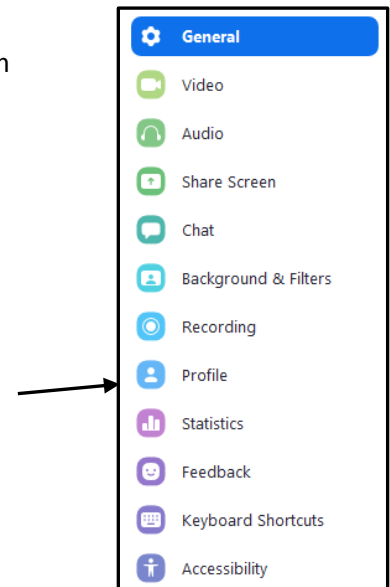 General
n
Video
Audio
Share Screen
Chat
Background & Filters
Recording
Profile
Statistics
Feedback
Keyboard Shortcuts
Accessibility